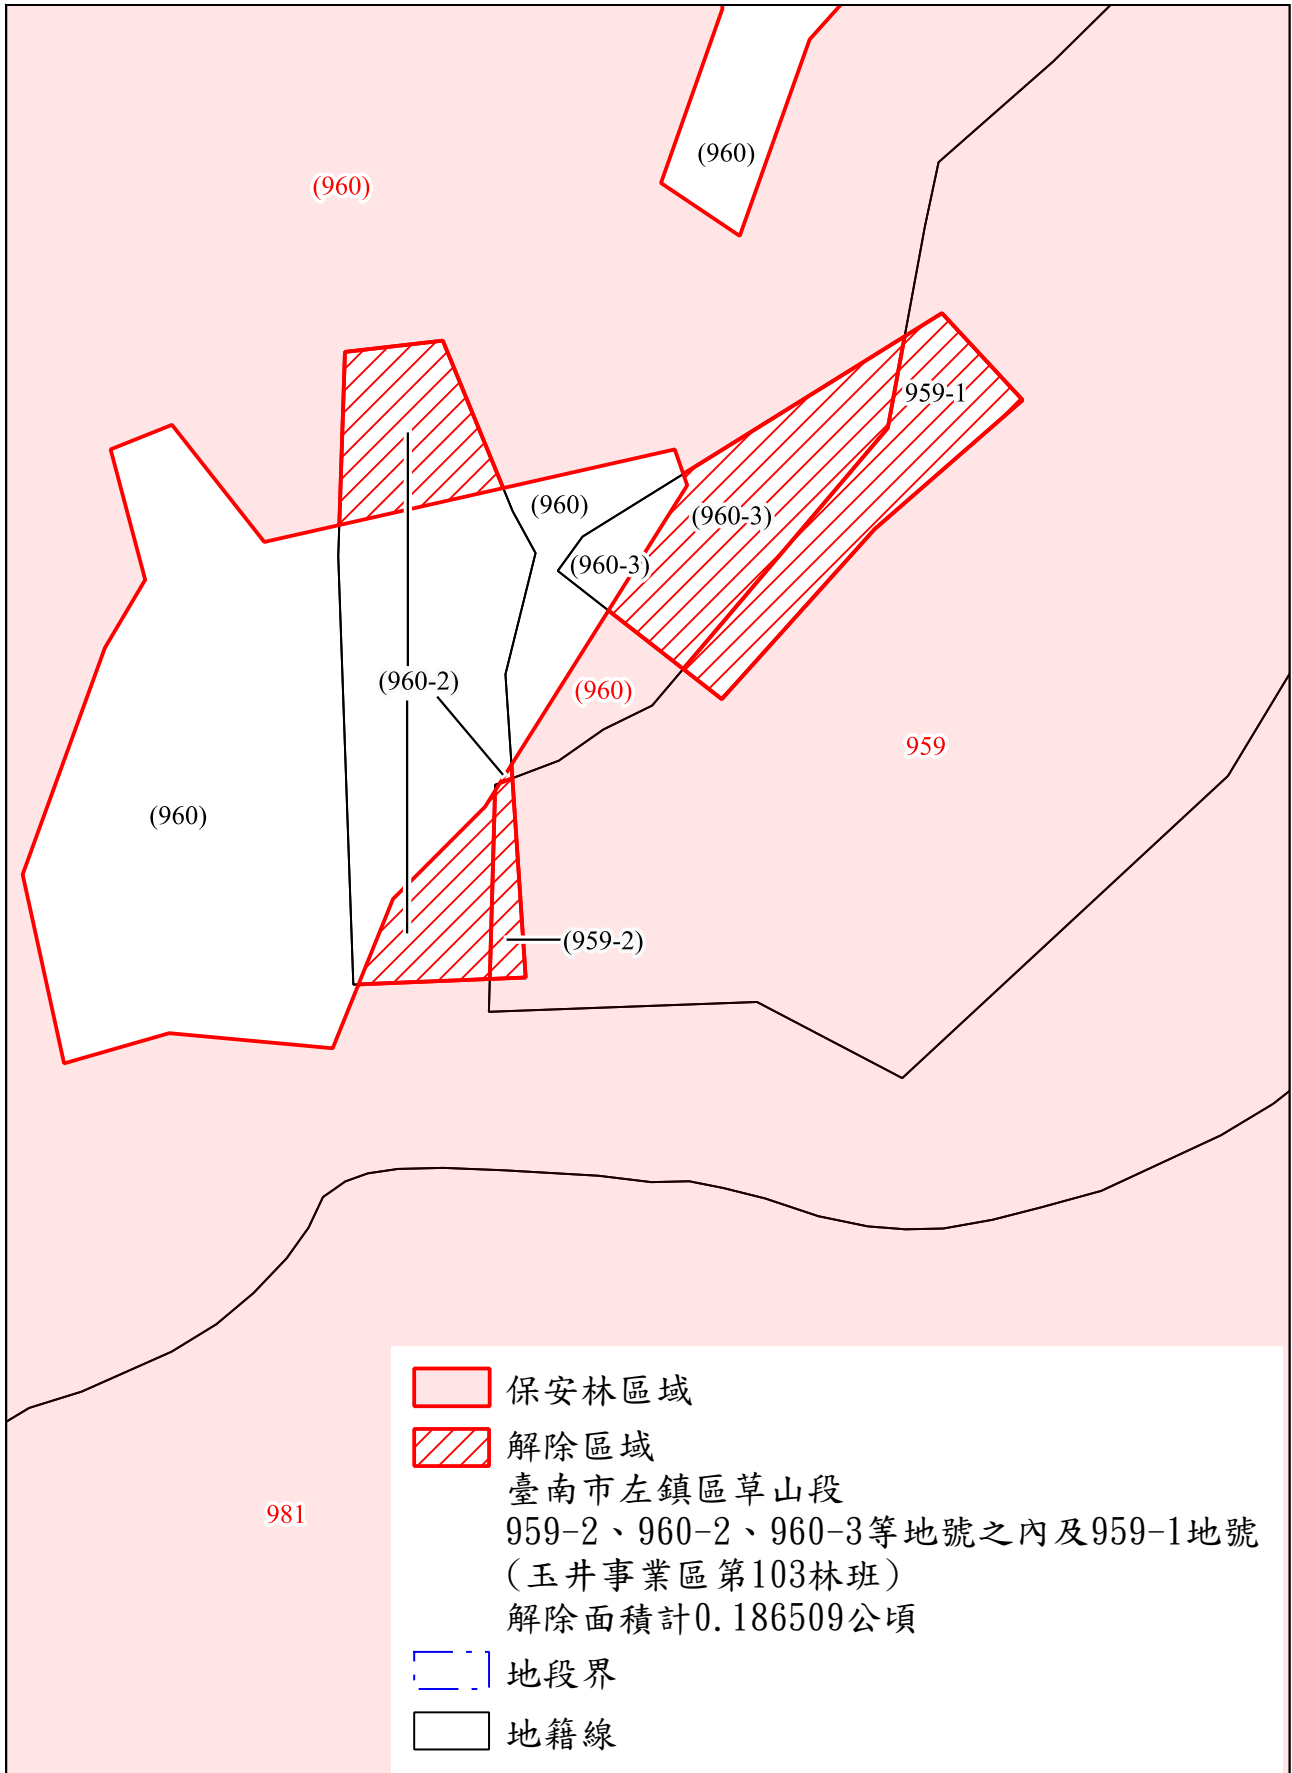 (960)
(960)
959-1
(960)
(960-3)
(960-3)
(960-2)
(960)
959
(960)
(959-2)
保安林區域
解除區域
臺南市左鎮區草山段
959-2、960-2、960-3等地號之內及959-1地號
(玉井事業區第103林班)
解除面積計0.186509公頃
981
地段界
地籍線